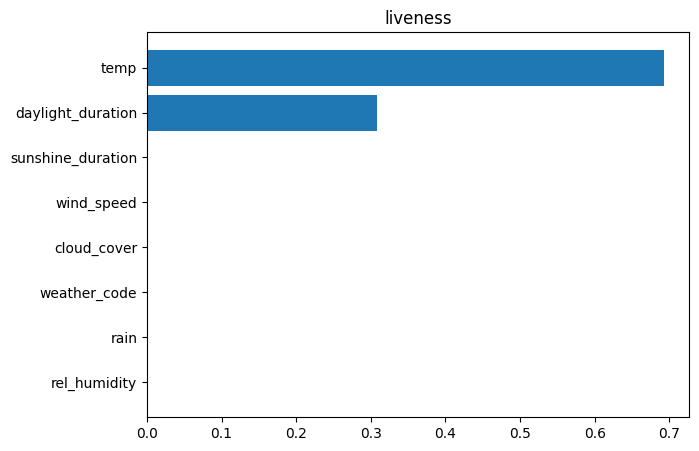 liveness
temp
daylight_duration
sunshine_duration
wind_speed
cloud_cover
weather_code
rain
rel_humidity
0.0 0.1 0.2 0.3 0.4 0.5 0.6 0.7